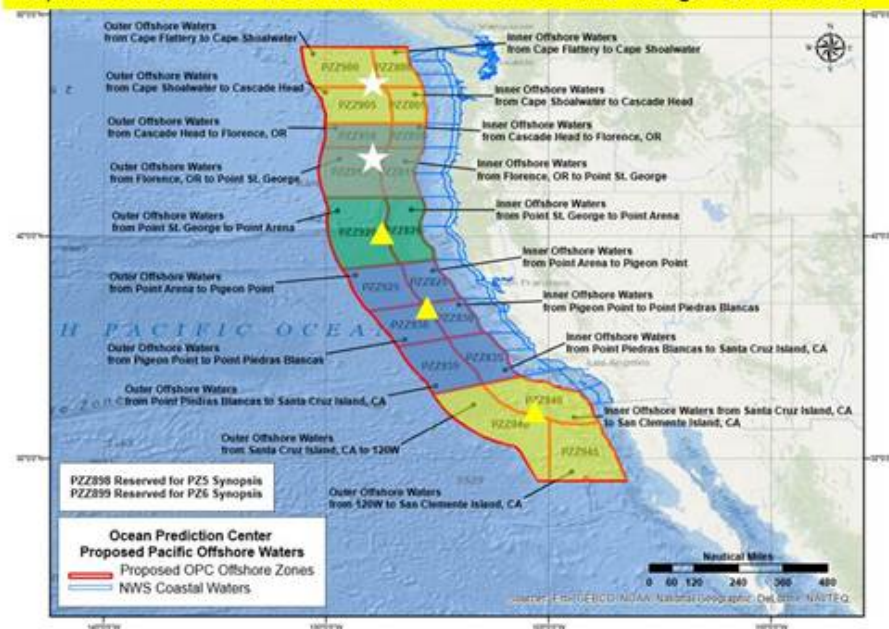 Outer Offshore Waters
from Cape Flattery to Cape Shoalwater
Inner Offshore Waters
from Cape Flattery to Cape Shoalwater
PZZ900
Outer Offshore Waters
from Cape Shoalwater to Cascade Head
Inner Offshore Waters
from Cape Shoalwater to Cascade Head
PZZ905
Outer Offshore Waters
from Cascade Head to Florence, OR
Inner Offshore Waters
from Cascade Head to Florence, OR
Outer Offshore Waters
from Florence, OR to Point St. George
Inner Offshore Waters
from Florence, OR to Point St. George
Outer Offshore Waters
from Point St. George to Point Arena
Inner Offshore Waters
from Point St. George to Point Arena
Outer Offshore Waters
from Point Arena to Pigeon Point
Inner Offshore Waters
from Point Arena to Pigeon Point
PZZ925
PZZ825
Inner Offshore Waters
from Pigeon Point to Point Piedras Blancas
H PACIFIC OCEA
PZZ930
PZZ830
Outer Offshore Waters
from Pigeon Point to Point Piedras Blancas
Inner Offshore Waters
from Point Piedras Blancas to Santa Cruz Island, CA
PZZ935
PZZ835
Los Angeles
Outer Offshore Waters
from Point Piedras Blancas to Santa Cruz Island, CA
PZZ840
Inner Offshore Waters from Santa Cruz Island, CA
to San Clemente Island, CA
Outer Offshore Waters
from Santa Cruz Island, CA to 120W
PZZ945
Outer Offshore Waters
from 120W to San Clemente Island, CA
PZZ898 Reserved for PZ5 Synopsis
PZZ899 Reserved for PZ6 Synopsis
Ocean Prediction Center
Proposed Pacific Offshore Waters
Proposed OPC Offshore Zones
NWS Coastal Waters
Nautical Miles
0 60 120 240 360 480